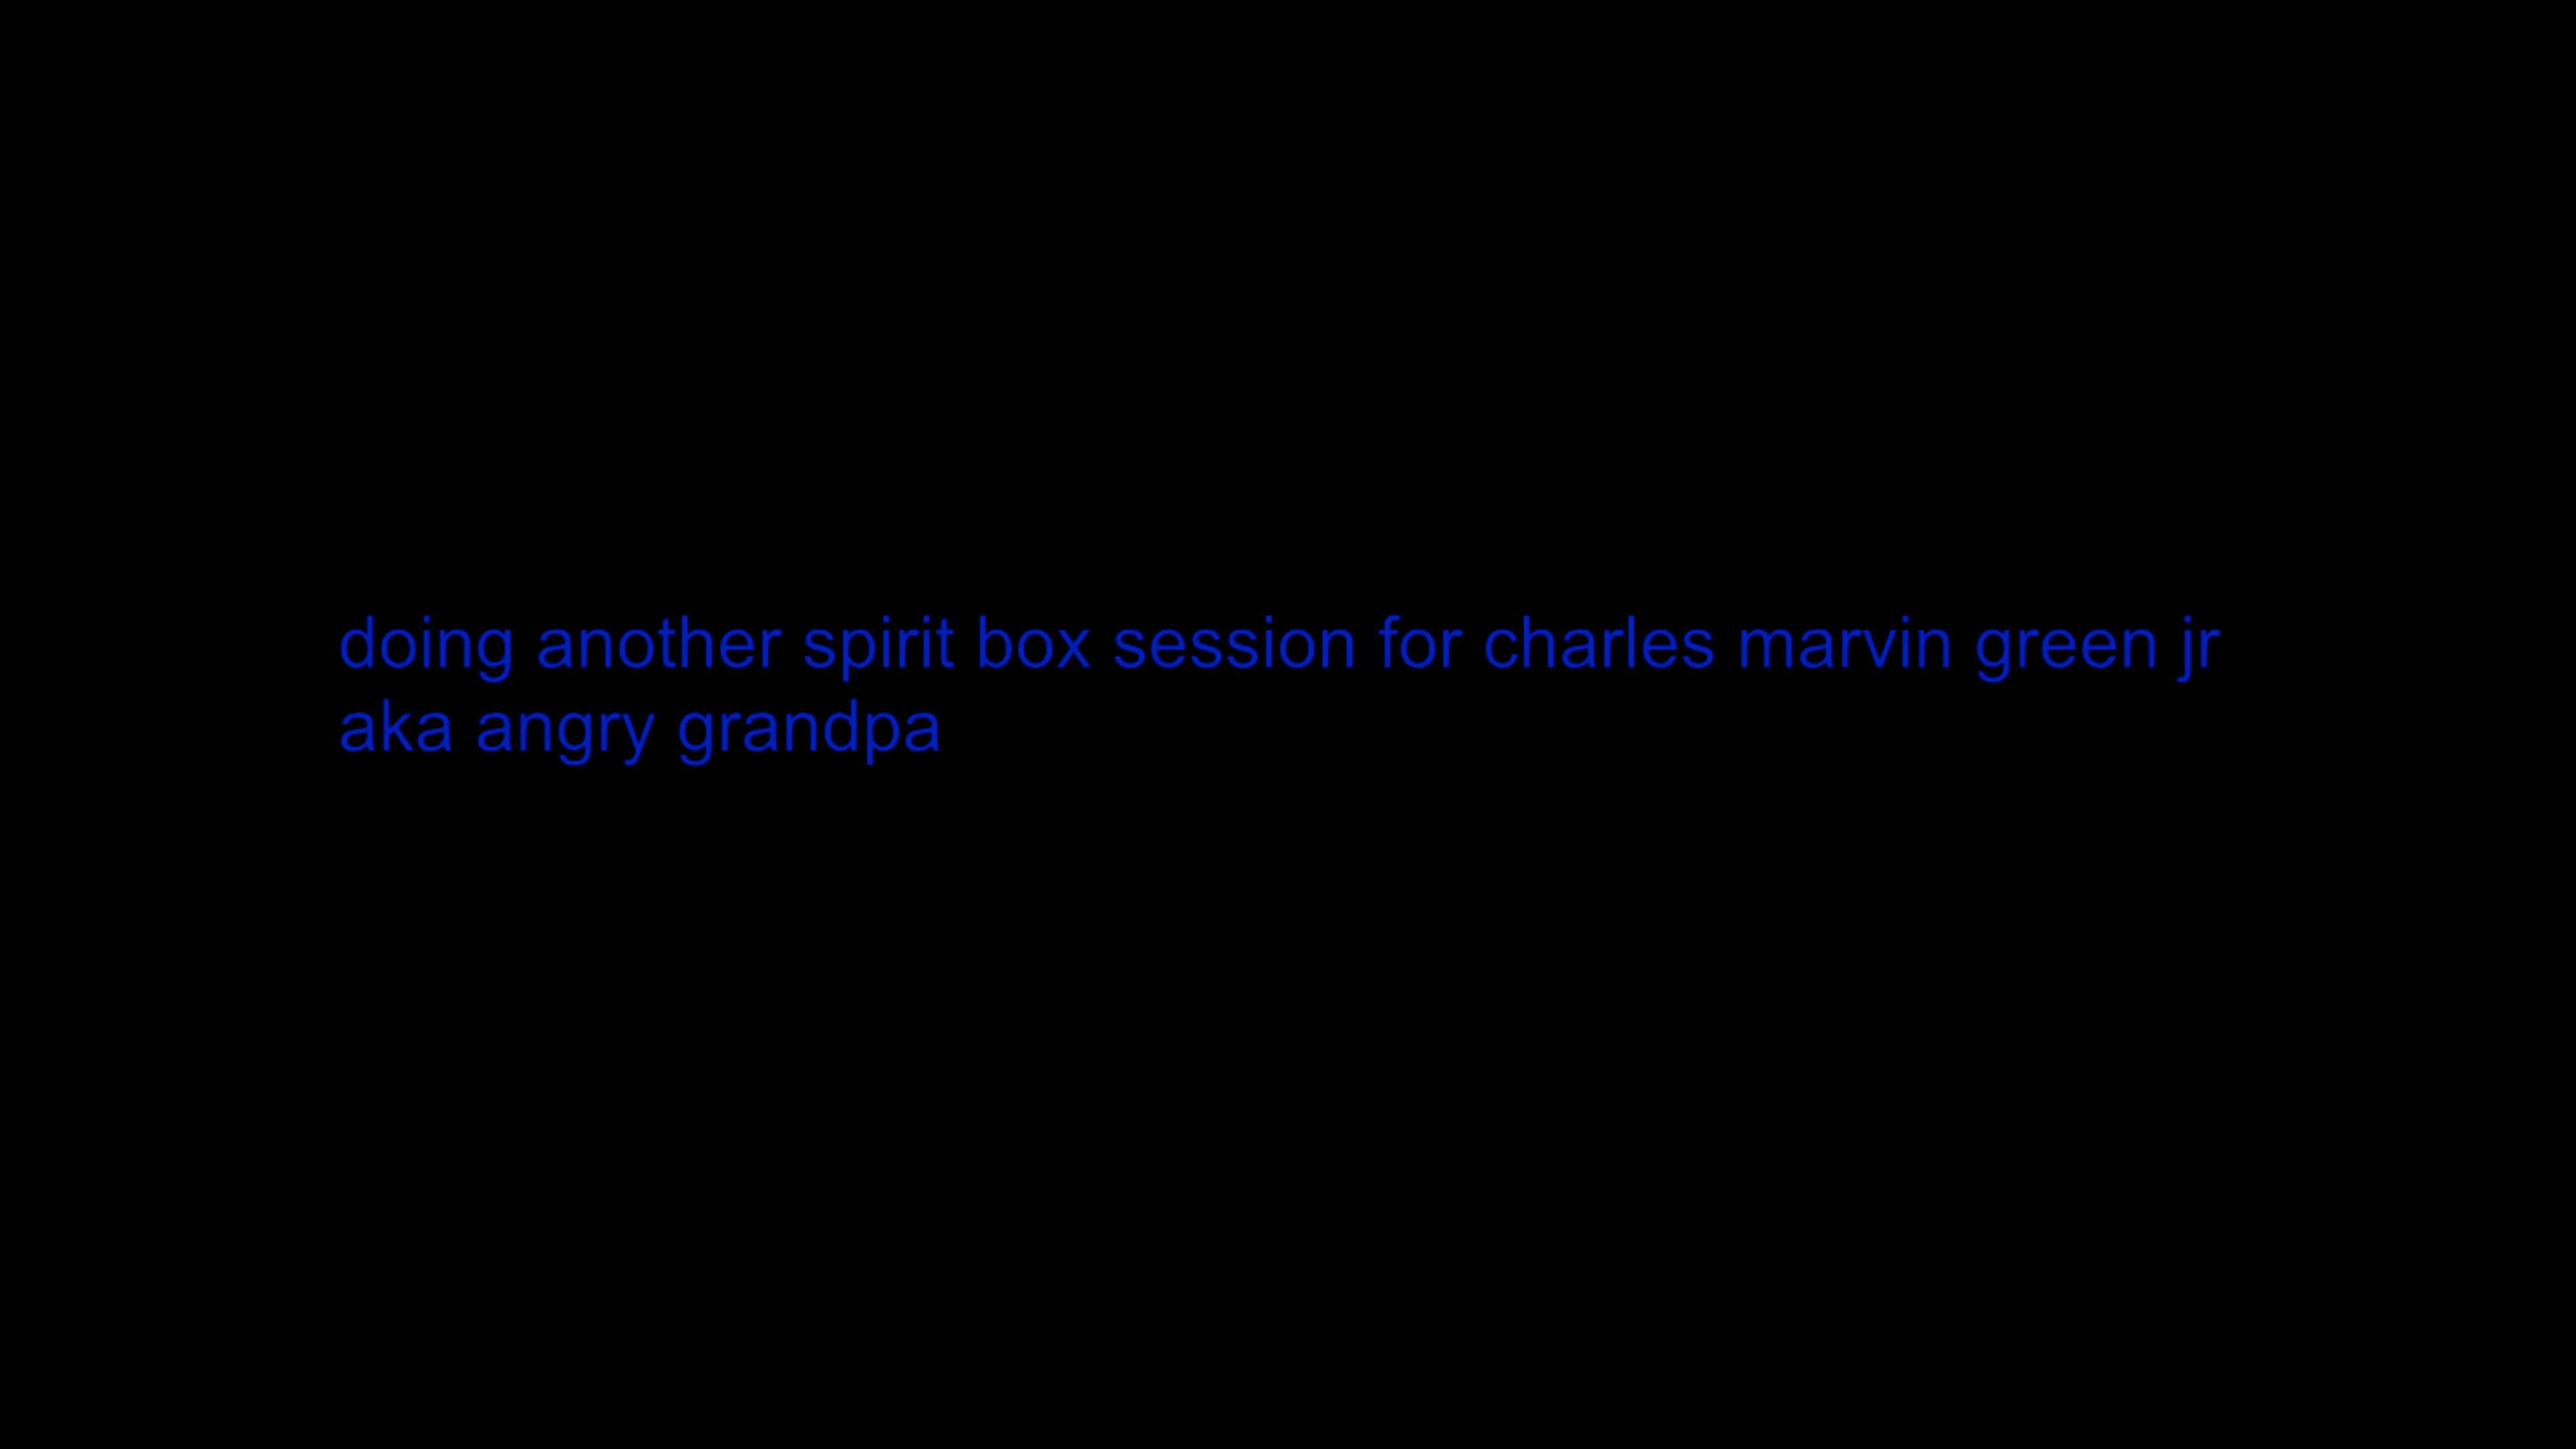 doing another spirit box session for charles marvin green jr
aka angry grandpa